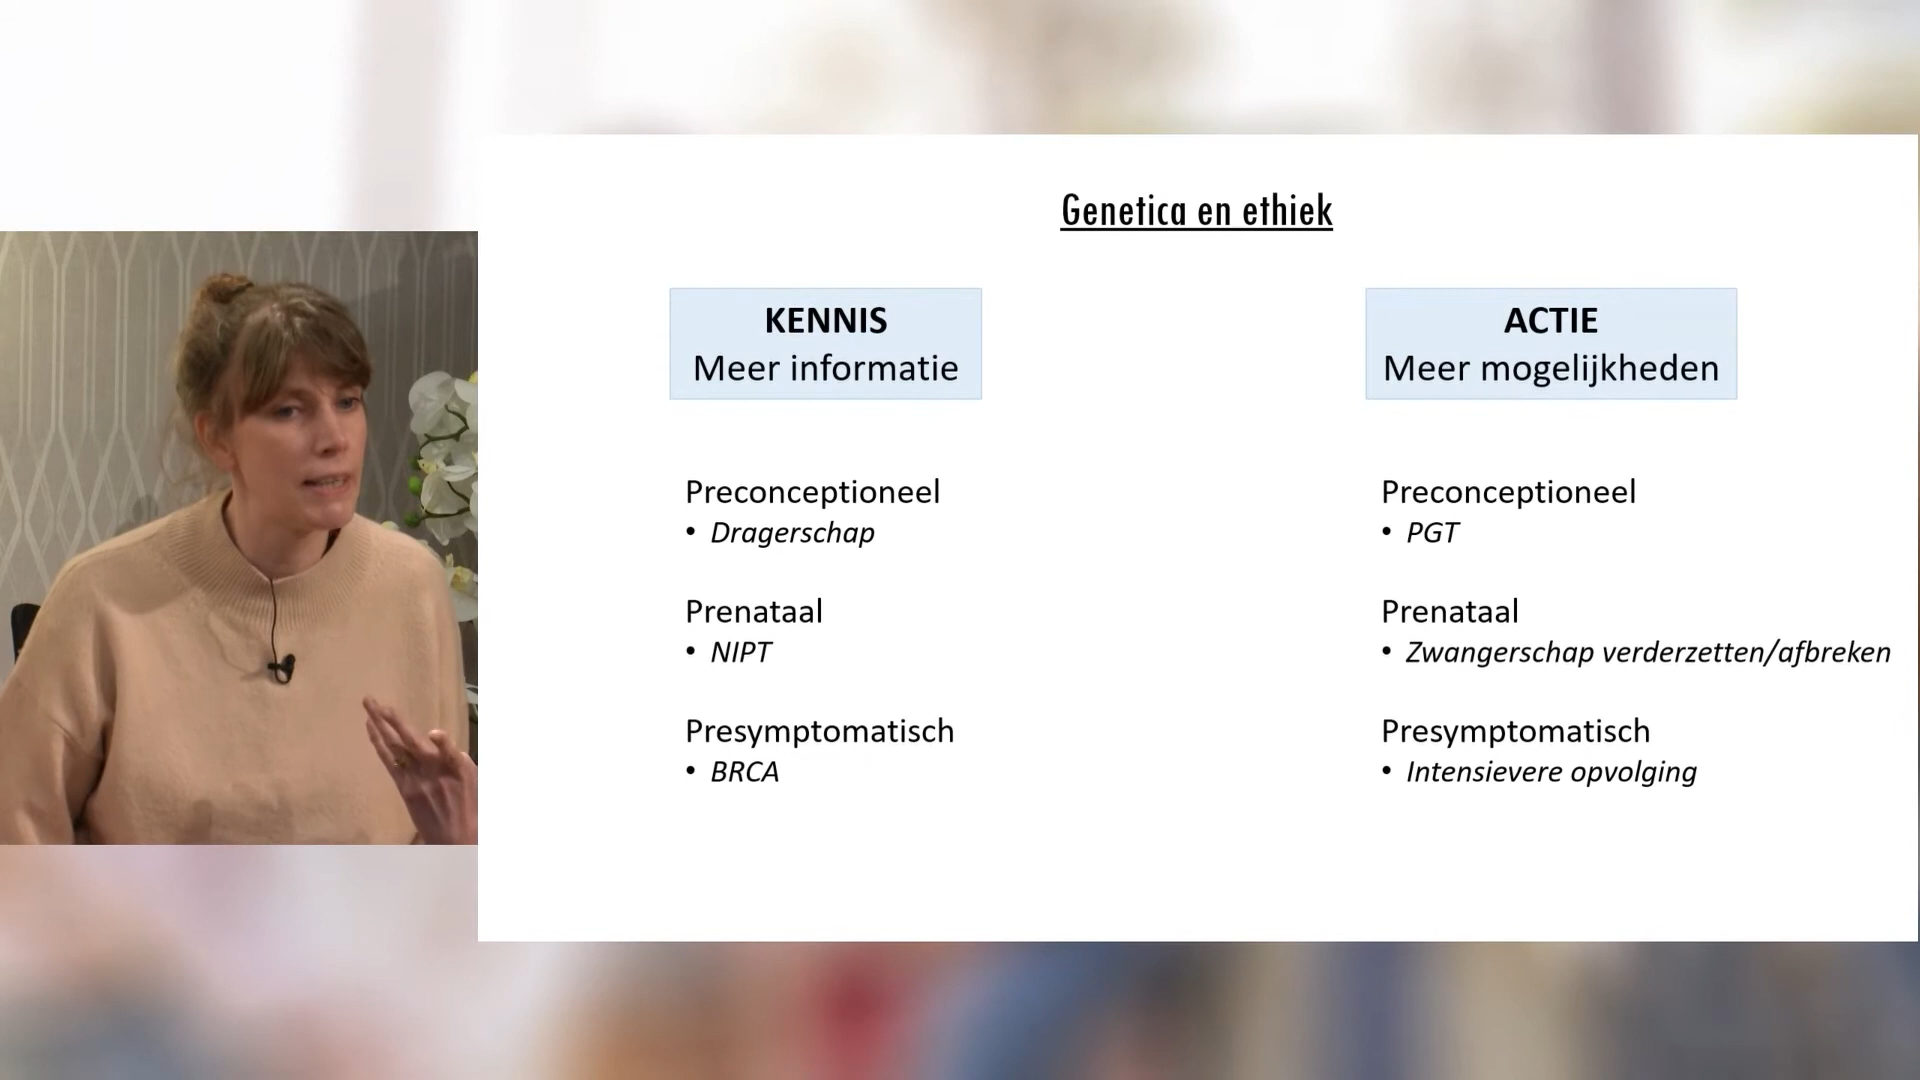 Genetica en ethiek
KENNIS
Meer informatie
Preconceptioneel
• Dragerschap
Prenataal
• NIPT
Presymptomatisch
• BRCA
ACTIE
Meer mogelijkheden
Preconceptioneel
• PGT
Prenataal
• Zwangerschap verderzetten/afbreken
Presymptomatisch
• Intensievere opvolging